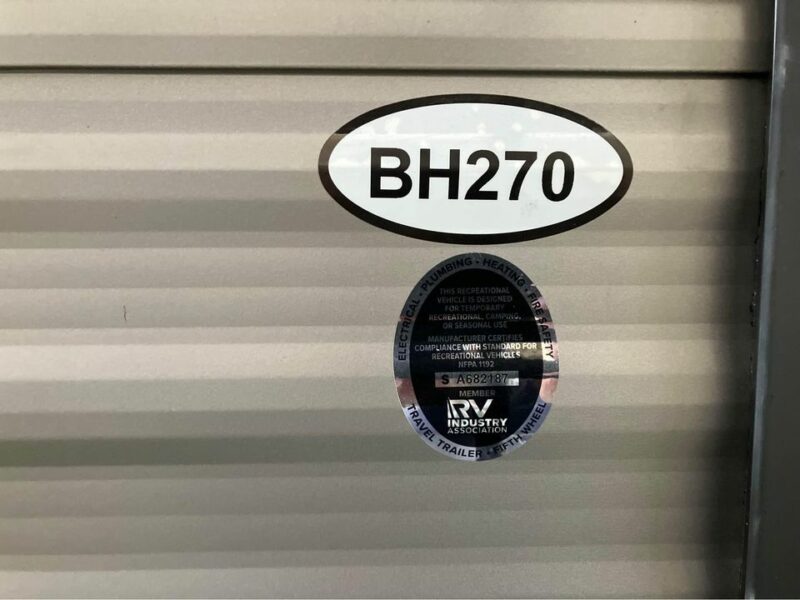 BH270
ELECTRICAL - PLUMBING - HEATING - FIRE SAFETY
THIS RECREATIONAL
VEHICLE IS DESIGNED
FOR TEMPORARY
RECREATIONAL, CAMPING,
OR SEASONAL USE
MANUFACTURER CERTIFIES
COMPLIANCE WITH STANDARD FOR
RECREATIONAL VEHICLES
NFPA 1192
S A682187
MEMBER
RV
INDUSTRY
ASSOCIATION
TRAVEL TRAILER - FIFTH WHEEL